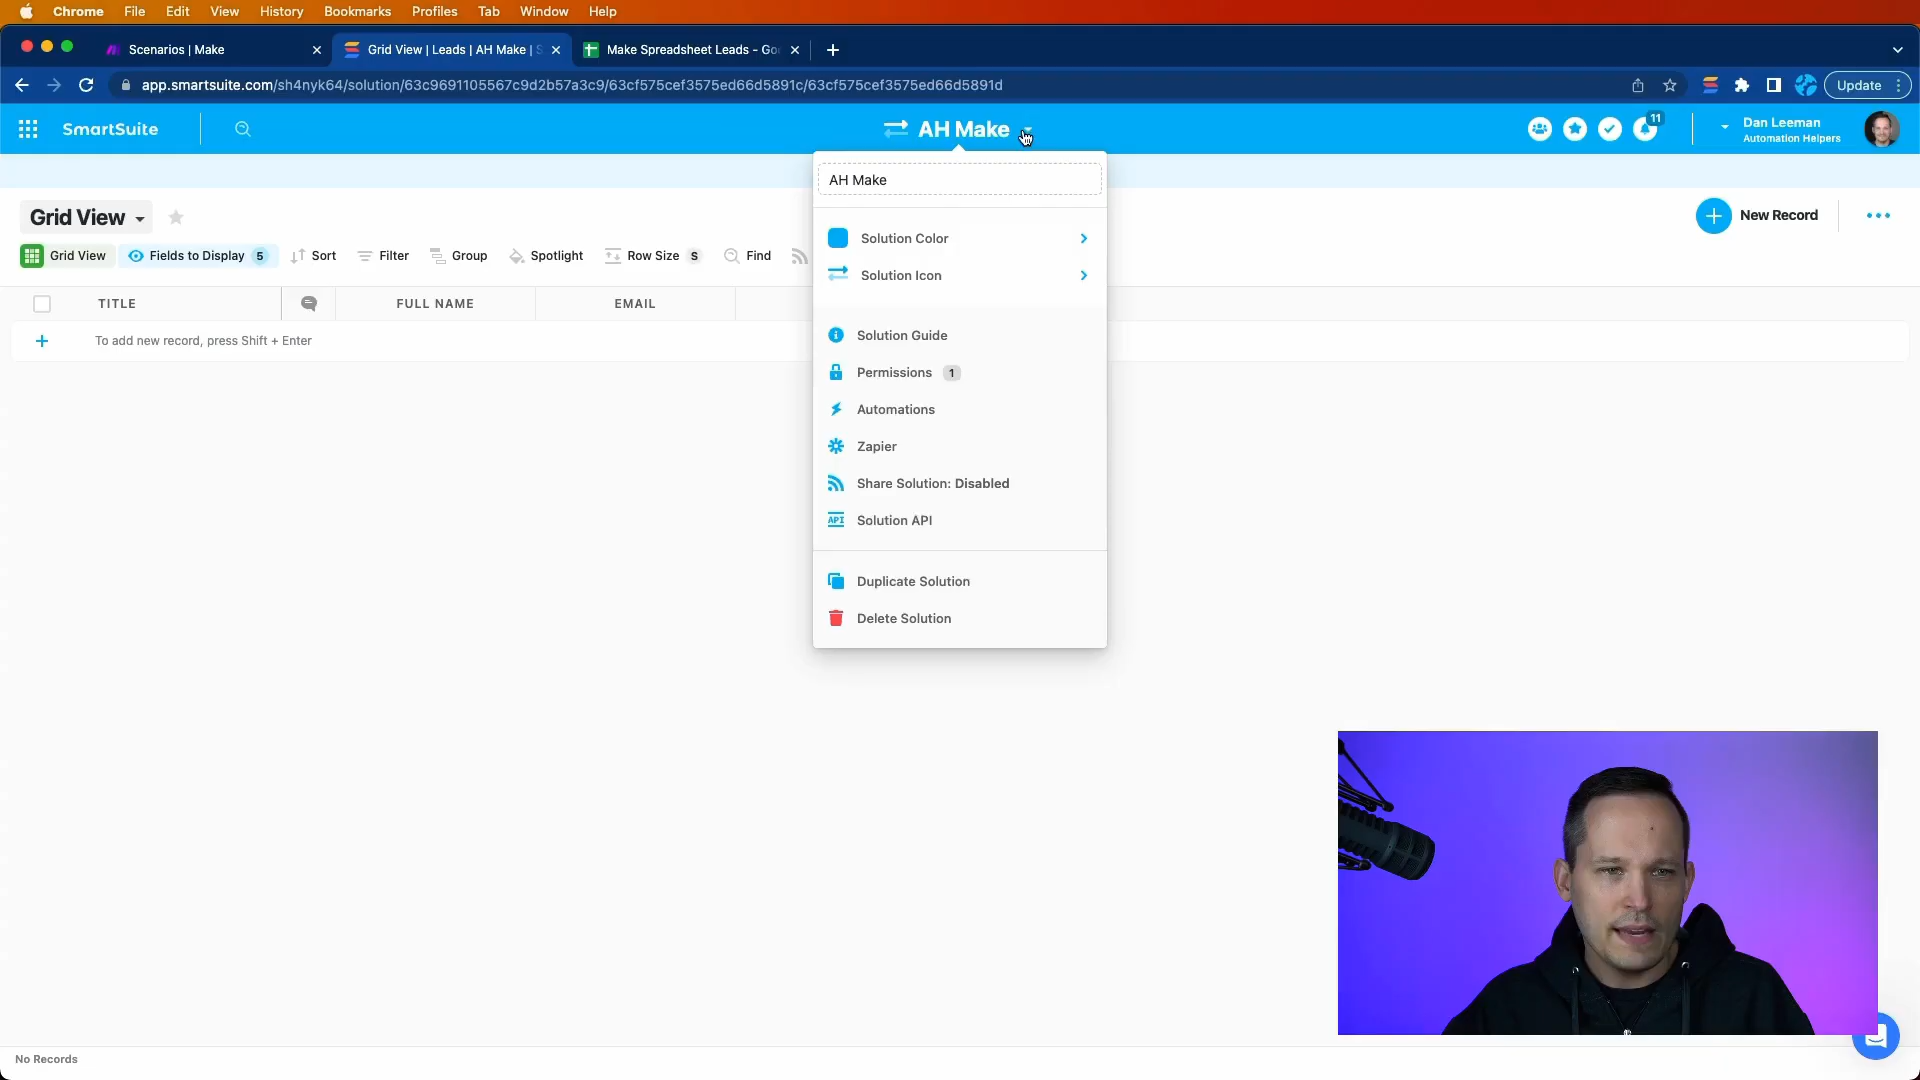 Chrome File Edit View History Bookmarks Profiles Tab Window Help
Scenarios | Make
Grid View | Leads | AH Make | S
Make Spreadsheet Leads - Go
app.smartsuite.com/sh4nyk64/solution/63c9691105567c9d2b57a3c9/63cf575cef3575ed66d5891c/63cf575cef3575ed66d5891d
Update
SmartSuite
AH Make
11
Dan Leeman
Automation Helpers
AH Make
Grid View
New Record
Grid View
Fields to Display 5
Sort
Filter
Group
Spotlight
Row Size S
Find
TITLE
FULL NAME
EMAIL
To add new record, press Shift + Enter
Solution Color
Solution Icon
Solution Guide
Permissions 1
Automations
Zapier
Share Solution: Disabled
API Solution API
Duplicate Solution
Delete Solution
No Records